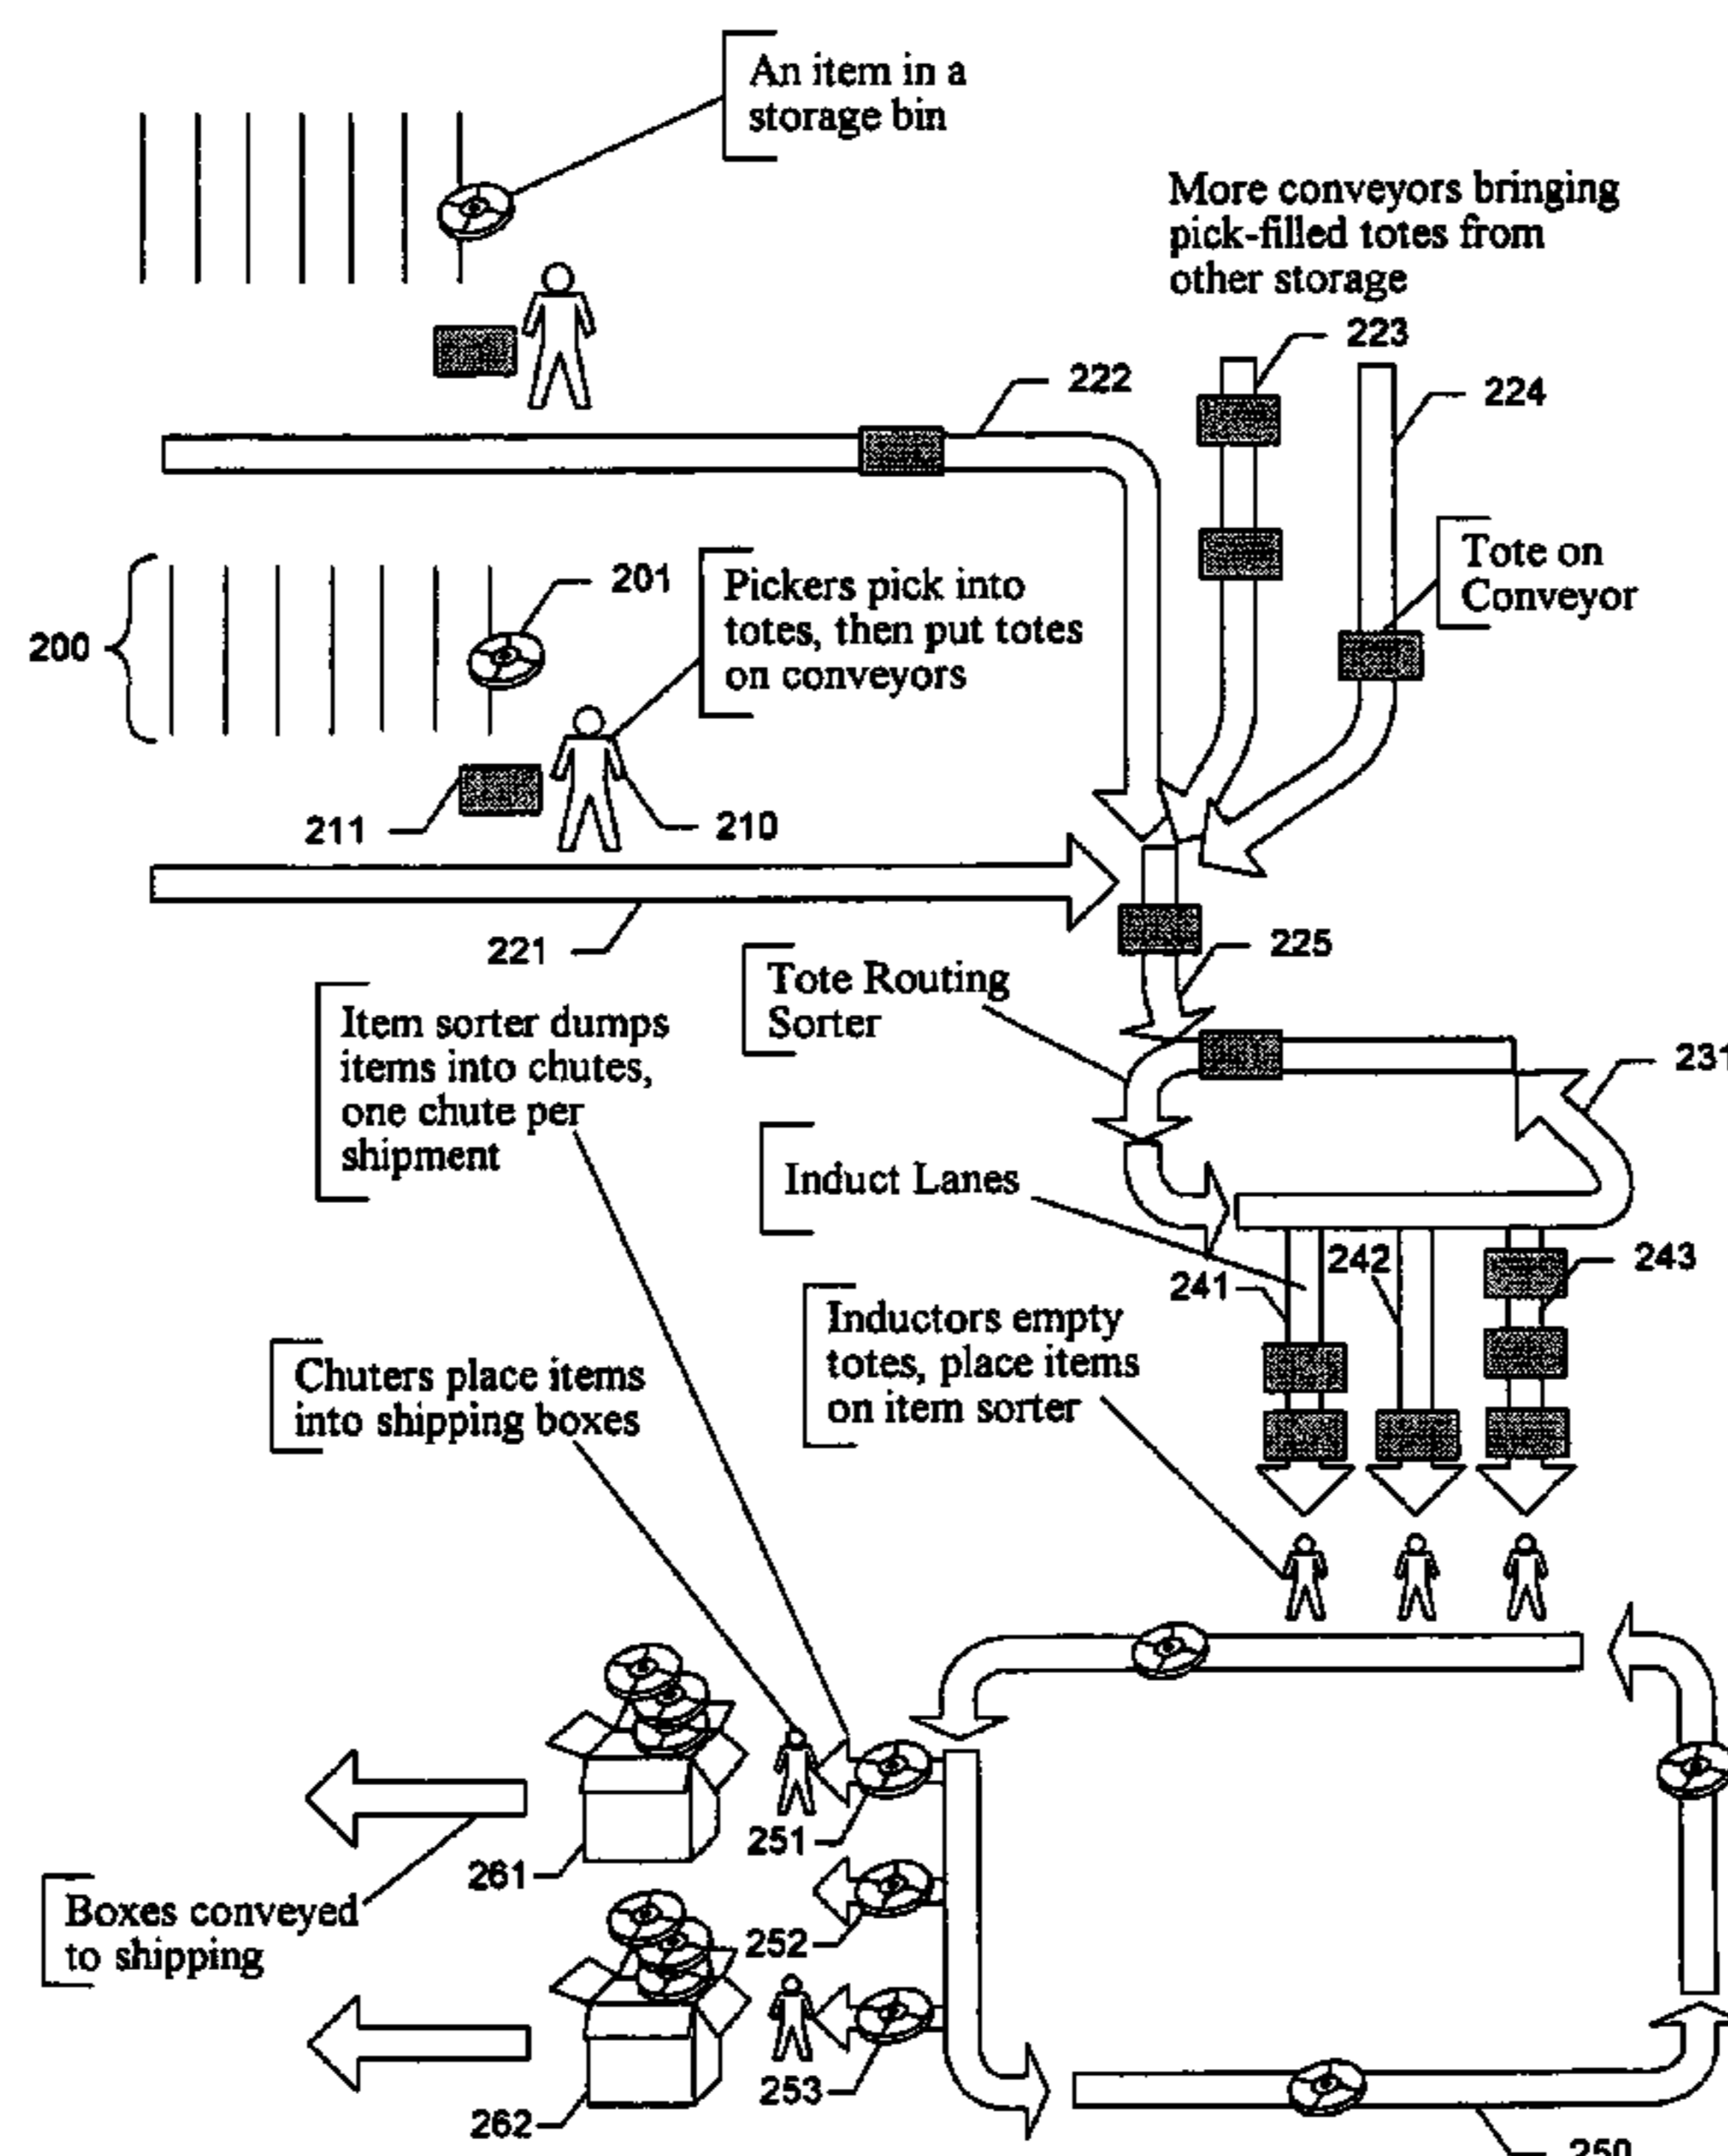 An item in a
storage bin
More conveyors bringing
pick-filled totes from
other storage
223
222
224
Tote on
Conveyor
200
201
Pickers pick into
totes, then put totes
on conveyors
211
210
221
225
Tote Routing
Sorter
Item sorter dumps
items into chutes,
one chute per
shipment
231
Induct Lanes
241
242
243
Inductors empty
totes, place items
on item sorter
Chuters place items
into shipping boxes
251
261
Boxes conveyed
to shipping
252
253
262
250